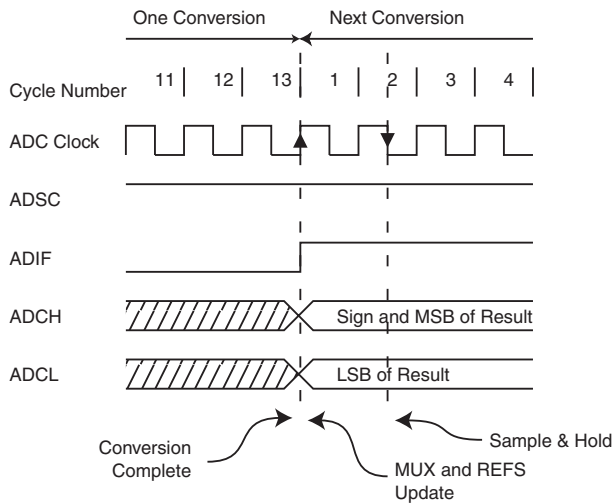 One Conversion Next Conversion
Cycle Number 11 12 13 1 2 3 4
ADC Clock
ADSC
ADIF
ADCH Sign and MSB of Result
ADCL LSB of Result
Conversion
Complete
MUX and REFS
Update
Sample & Hold